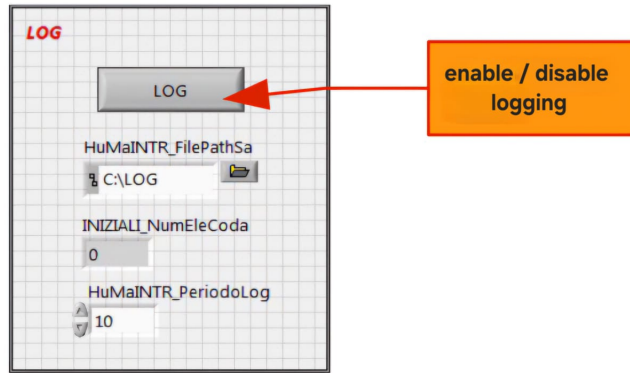 LOG
LOG
enable / disable
logging
HuMaINTR_FilePathSa
C:\LOG
INIZIALI_NumEleCoda
0
HuMaINTR_PeriodoLog
10